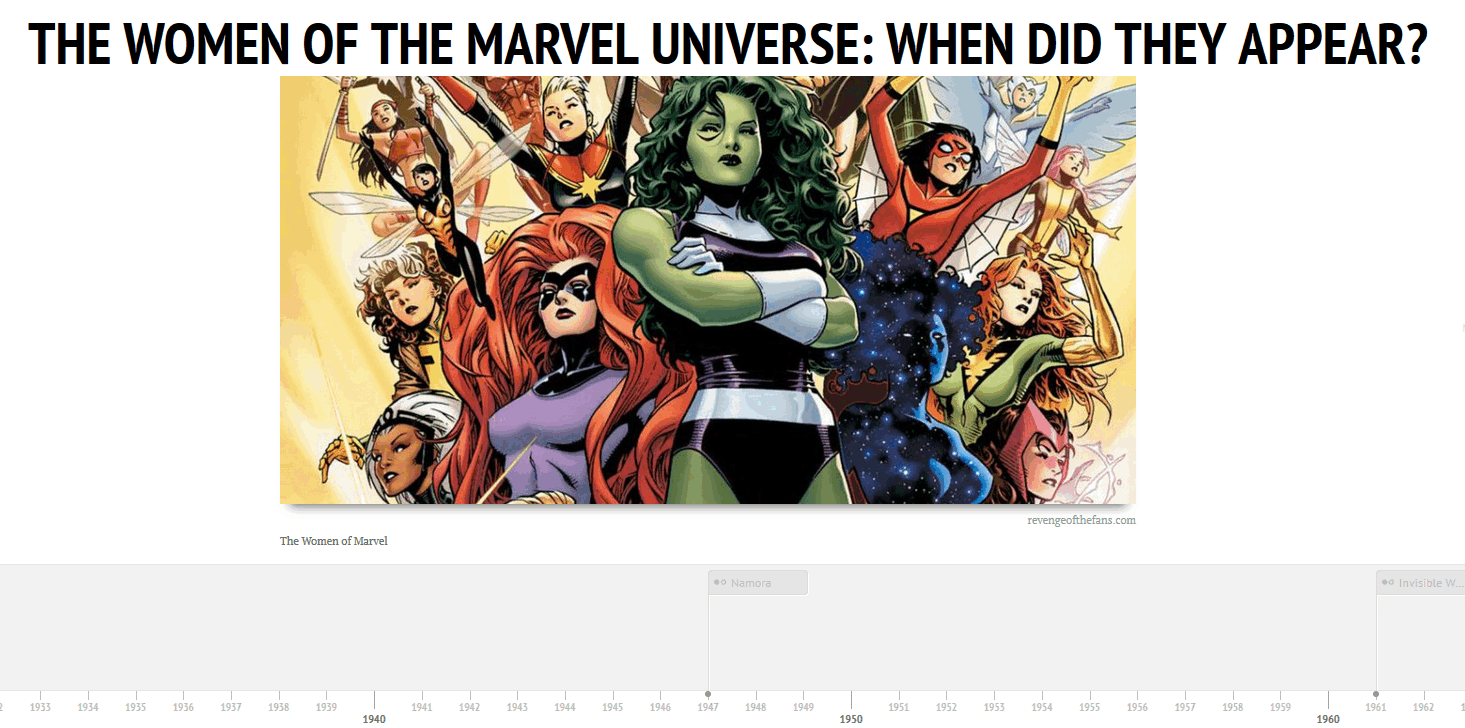 THE WOMEN OF THE MARVEL UNIVERSE: WHEN DID THEY APPEAR?
revengeofthefans.com
The Women of Marvel
Namora
Invisible W...
1933 1934 1935 1936 1937 1938 1939 1940 1941 1942 1943 1944 1945 1946 1947 1948 1949 1950 1951 1952 1953 1954 1955 1956 1957 1958 1959 1960 1961 1962